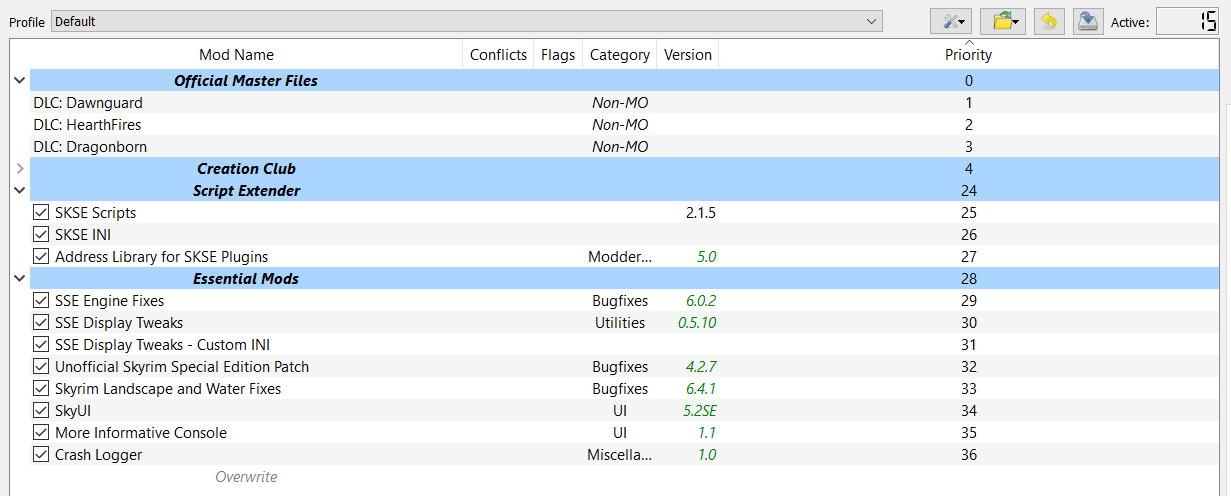 Profile Default Active: 15
Mod Name Conflicts Flags Category Version Priority
Official Master Files 0
DLC: Dawnguard Non-MO 1
DLC: HearthFires Non-MO 2
DLC: Dragonborn Non-MO 3
Creation Club 4
Script Extender 24
SKSE Scripts 2.1.5 25
SKSE INI 26
Address Library for SKSE Plugins Modder... 5.0 27
Essential Mods 28
SSE Engine Fixes Bugfixes 6.0.2 29
SSE Display Tweaks Utilities 0.5.10 30
SSE Display Tweaks - Custom INI 31
Unofficial Skyrim Special Edition Patch Bugfixes 4.2.7 32
Skyrim Landscape and Water Fixes Bugfixes 6.4.1 33
SkyUI UI 5.2SE 34
More Informative Console UI 1.1 35
Crash Logger Miscella... 1.0 36
Overwrite